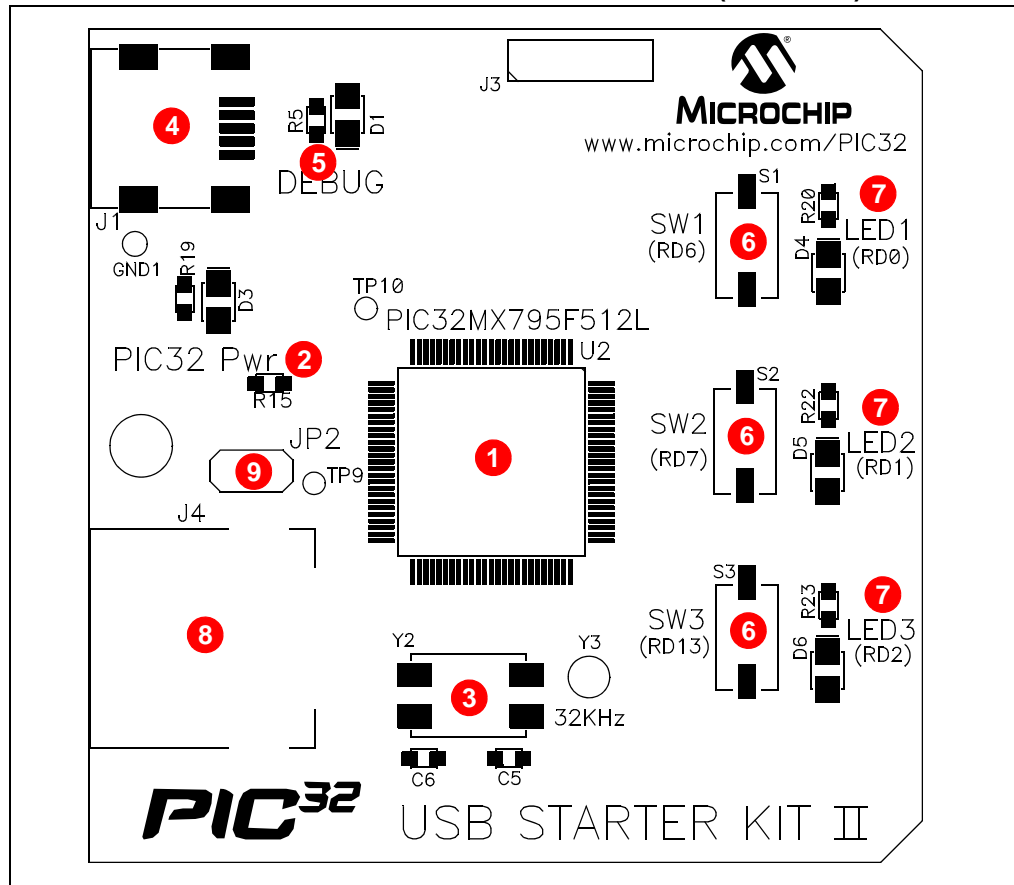 J3
®
MICROCHIP
www.microchip.com/PIC32
4
R5
D1
5
DEBUG
J1
GND1
R19
D3
TP10
PIC32MX795F512L
U2
PIC32 Pwr
2
R15
JP2
9
TP9
J4
1
8
S1
SW1
(RD6)
6
R20
7
D4
LED1
(RD0)
S2
SW2
(RD7)
6
R22
7
D5
LED2
(RD1)
S3
SW3
(RD13)
6
R23
7
D6
LED3
(RD2)
Y2
3
Y3
32KHz
C6
C5
PIC32
USB STARTER KIT II